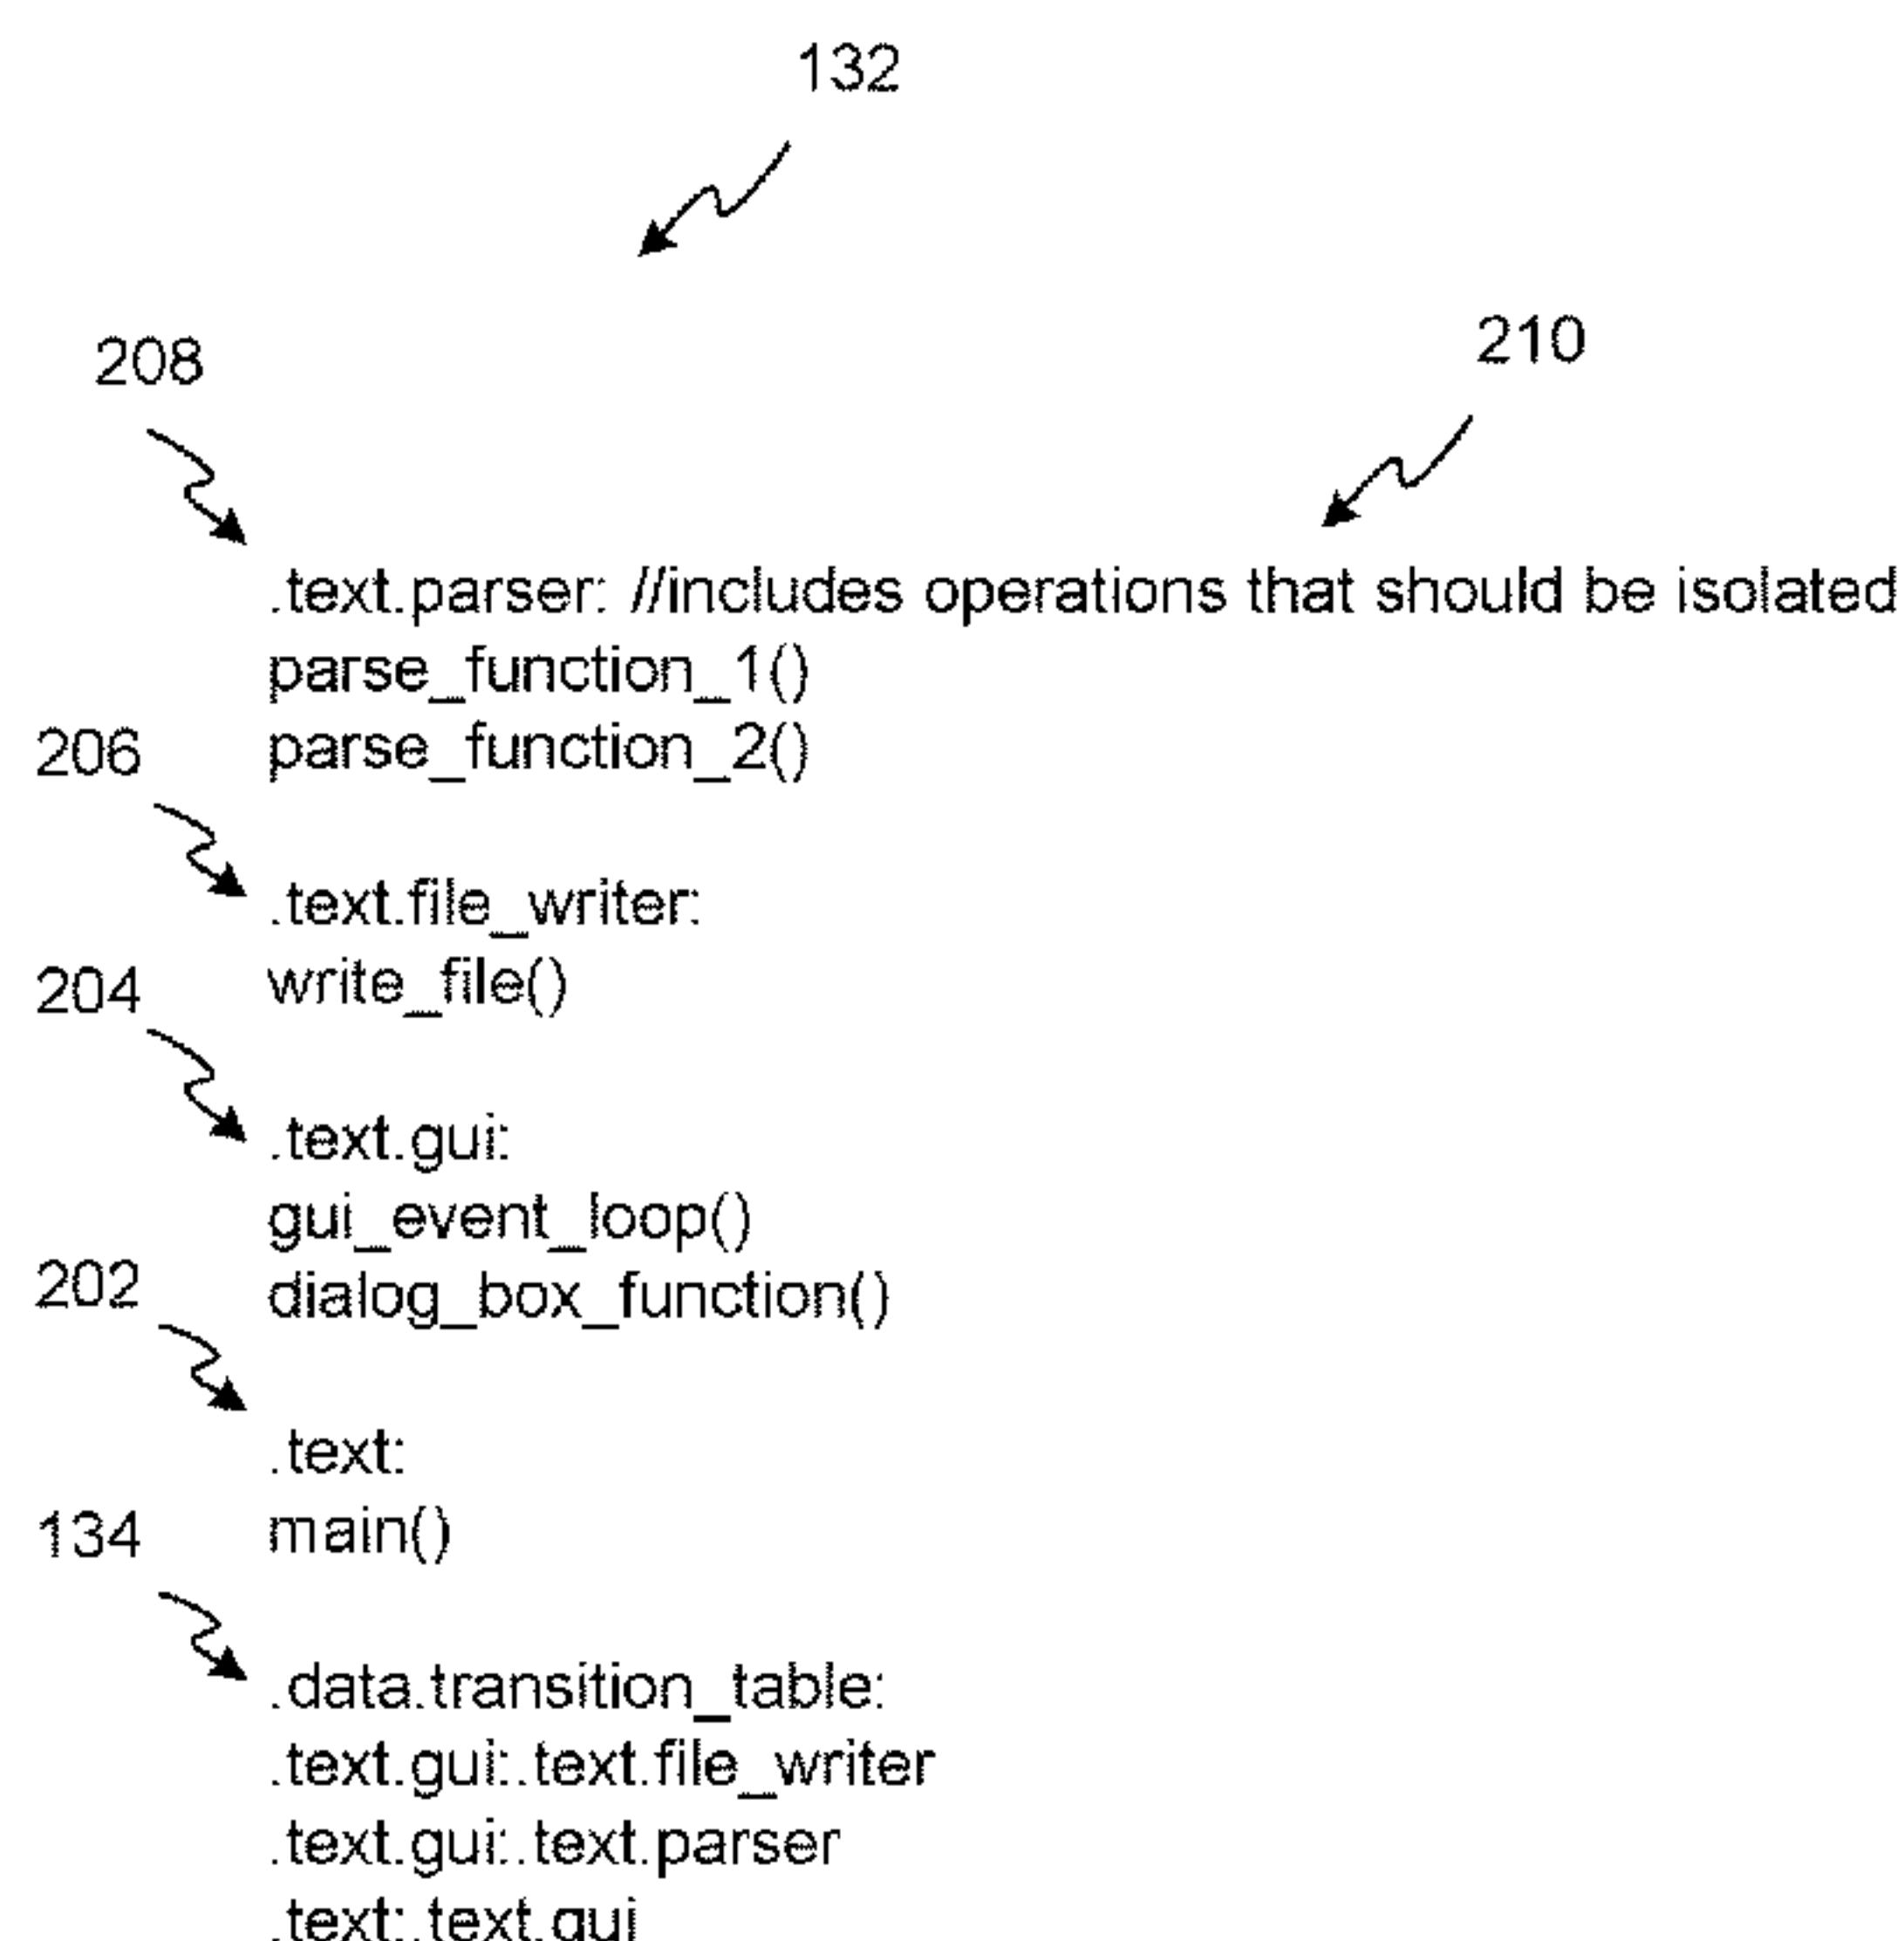 132
208
210
.text.parser: //includes operations that should be isolated
parse_function_1()
206
parse_function_2()
.text.file_writer:
204
write_file()
.text.gui:
gui_event_loop()
202
dialog_box_function()
.text:
134
main()
.data.transition_table:
.text.gui:.text.file_writer
.text.gui:.text.parser
.text:.text.gui